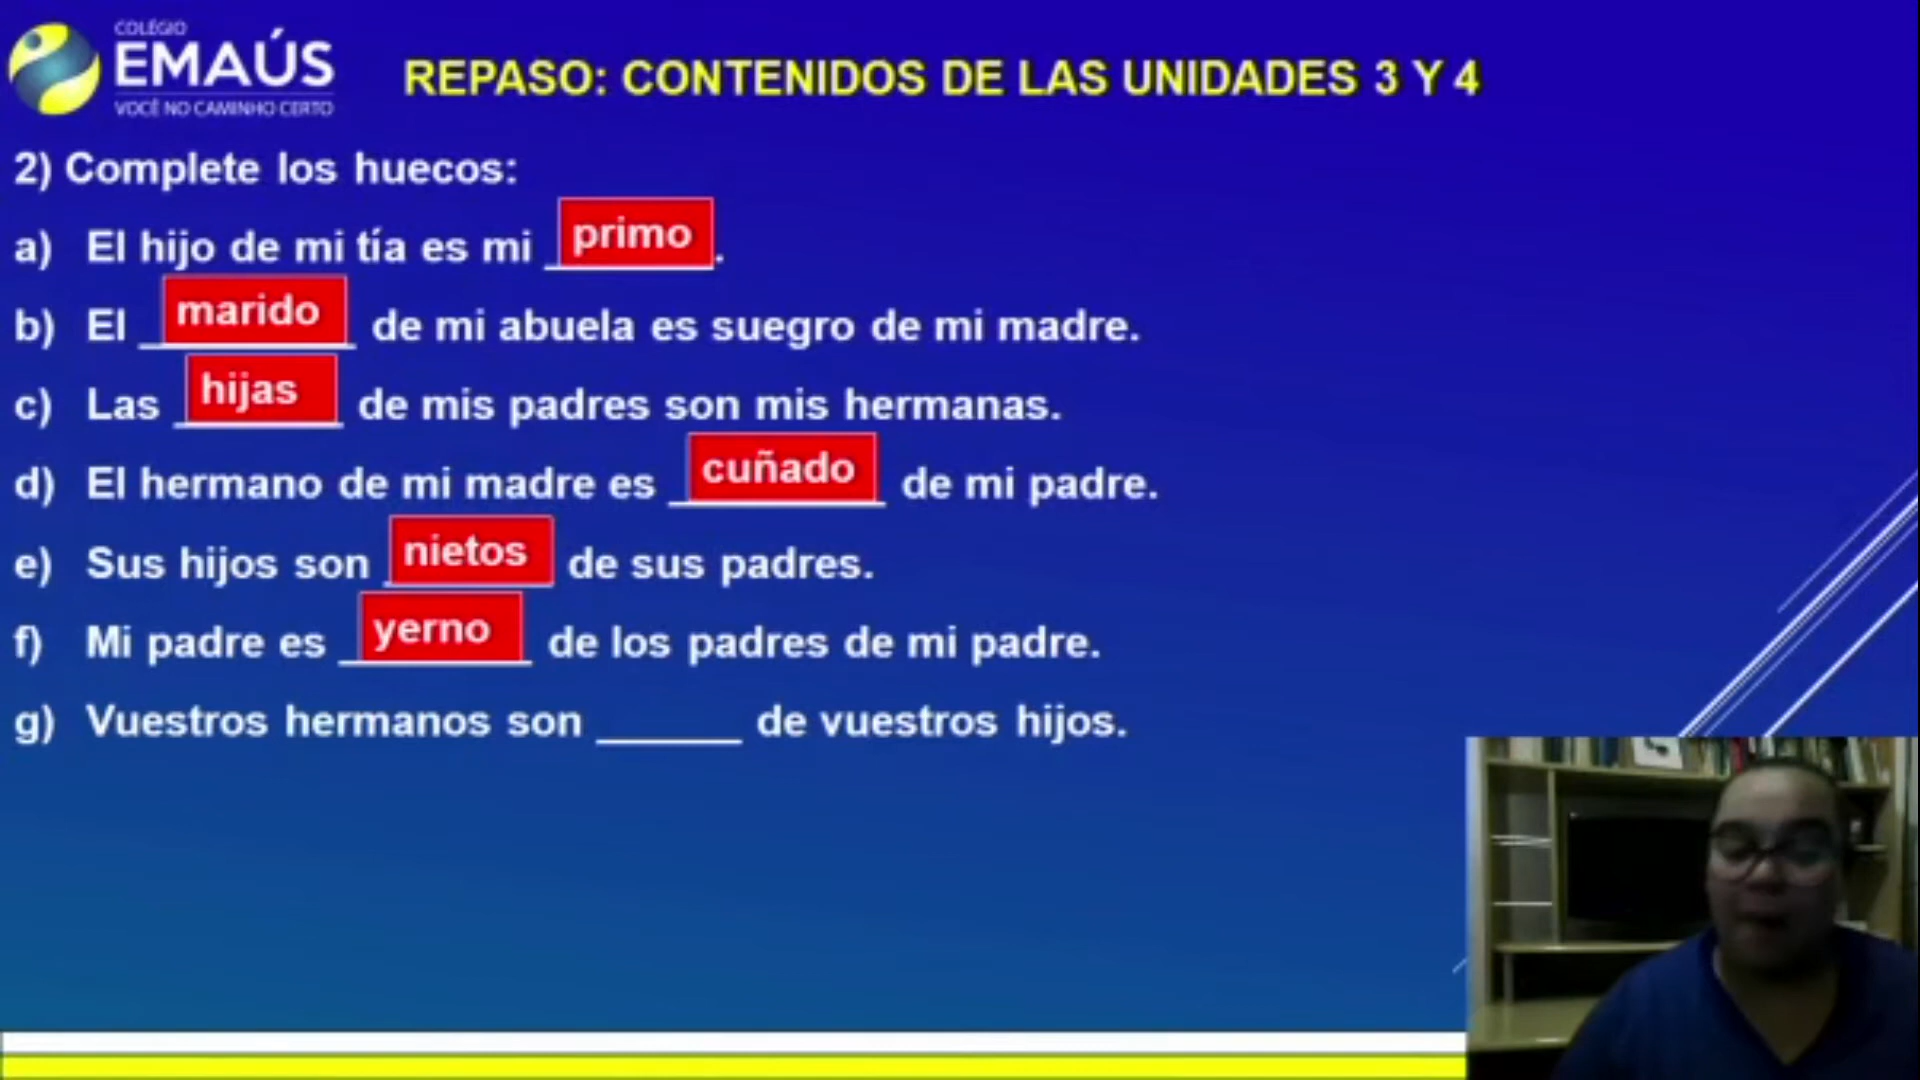 COLÉGIO
EMAÚS
VOCÊ NO CAMINHO CERTO
REPASO: CONTENIDOS DE LAS UNIDADES 3 Y 4
2) Complete los huecos:
a) El hijo de mi tía es mi primo.
b) El marido de mi abuela es suegro de mi madre.
c) Las hijas de mis padres son mis hermanas.
d) El hermano de mi madre es cuñado de mi padre.
e) Sus hijos son nietos de sus padres.
f) Mi padre es yerno de los padres de mi padre.
g) Vuestros hermanos son ______ de vuestros hijos.